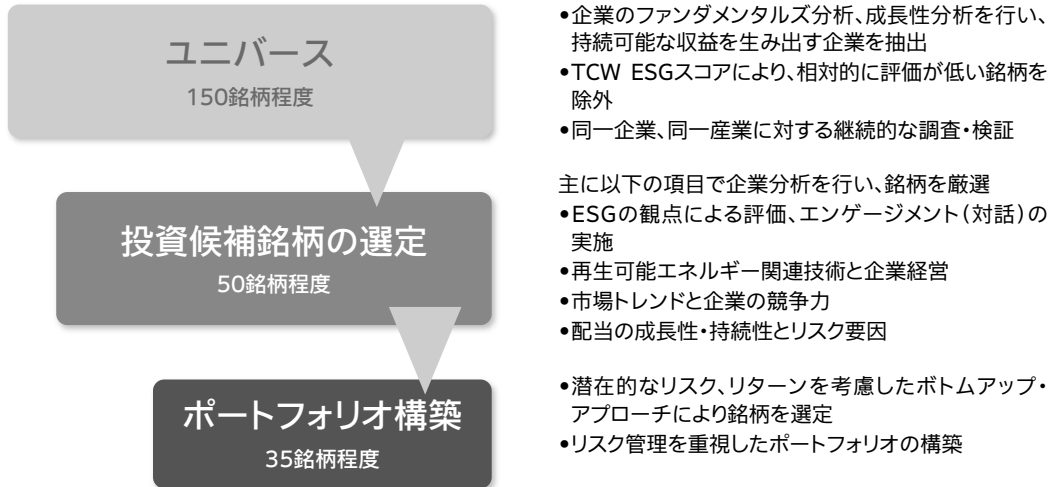 ユニバース
150銘柄程度
•企業のファンダメンタルズ分析、成長性分析を行い、
持続可能な収益を生み出す企業を抽出
•TCW ESGスコアにより、相対的に評価が低い銘柄を
除外
•同一企業、同一産業に対する継続的な調査・検証
投資候補銘柄の選定
50銘柄程度
主に以下の項目で企業分析を行い、銘柄を厳選
•ESGの観点による評価、エンゲージメント(対話)の
実施
•再生可能エネルギー関連技術と企業経営
•市場トレンドと企業の競争力
•配当の成長性・持続性とリスク要因
ポートフォリオ構築
35銘柄程度
•潜在的なリスク、リターンを考慮したボトムアップ・
アプローチにより銘柄を選定
•リスク管理を重視したポートフォリオの構築